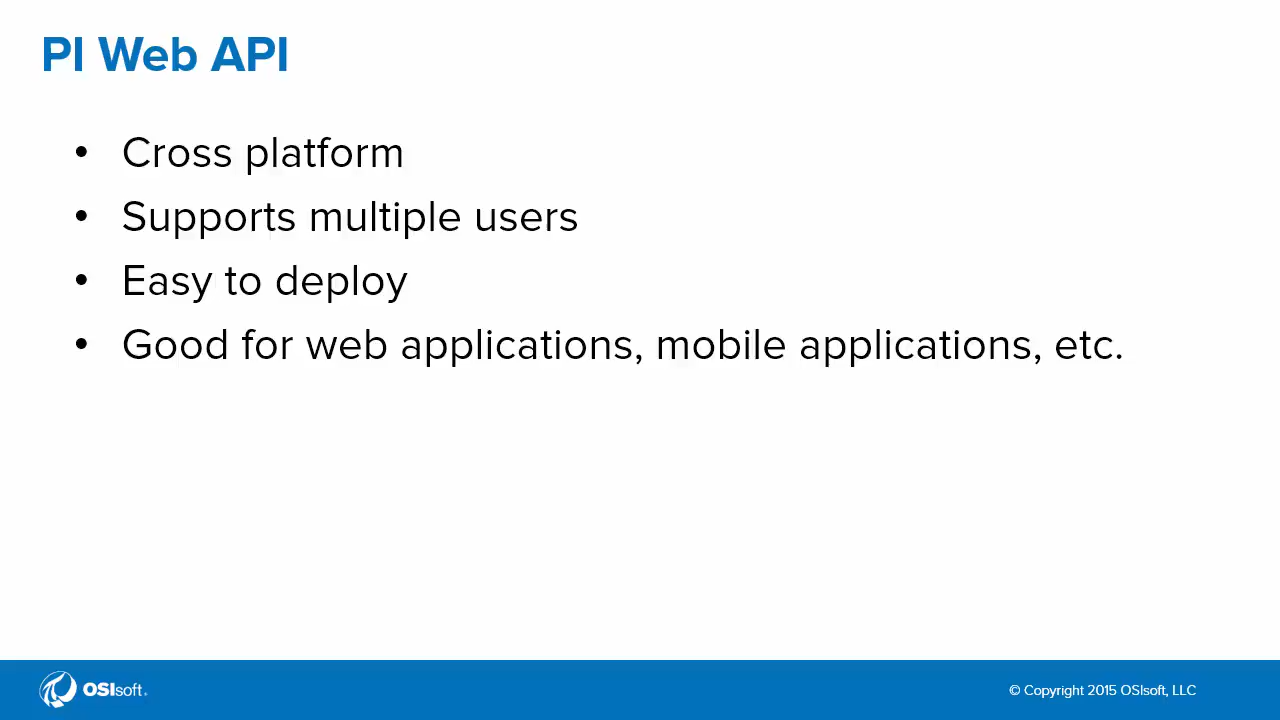 PI Web API
• Cross platform
• Supports multiple users
• Easy to deploy
• Good for web applications, mobile applications, etc.
OSIsoft.
© Copyright 2015 OSIsoft, LLC